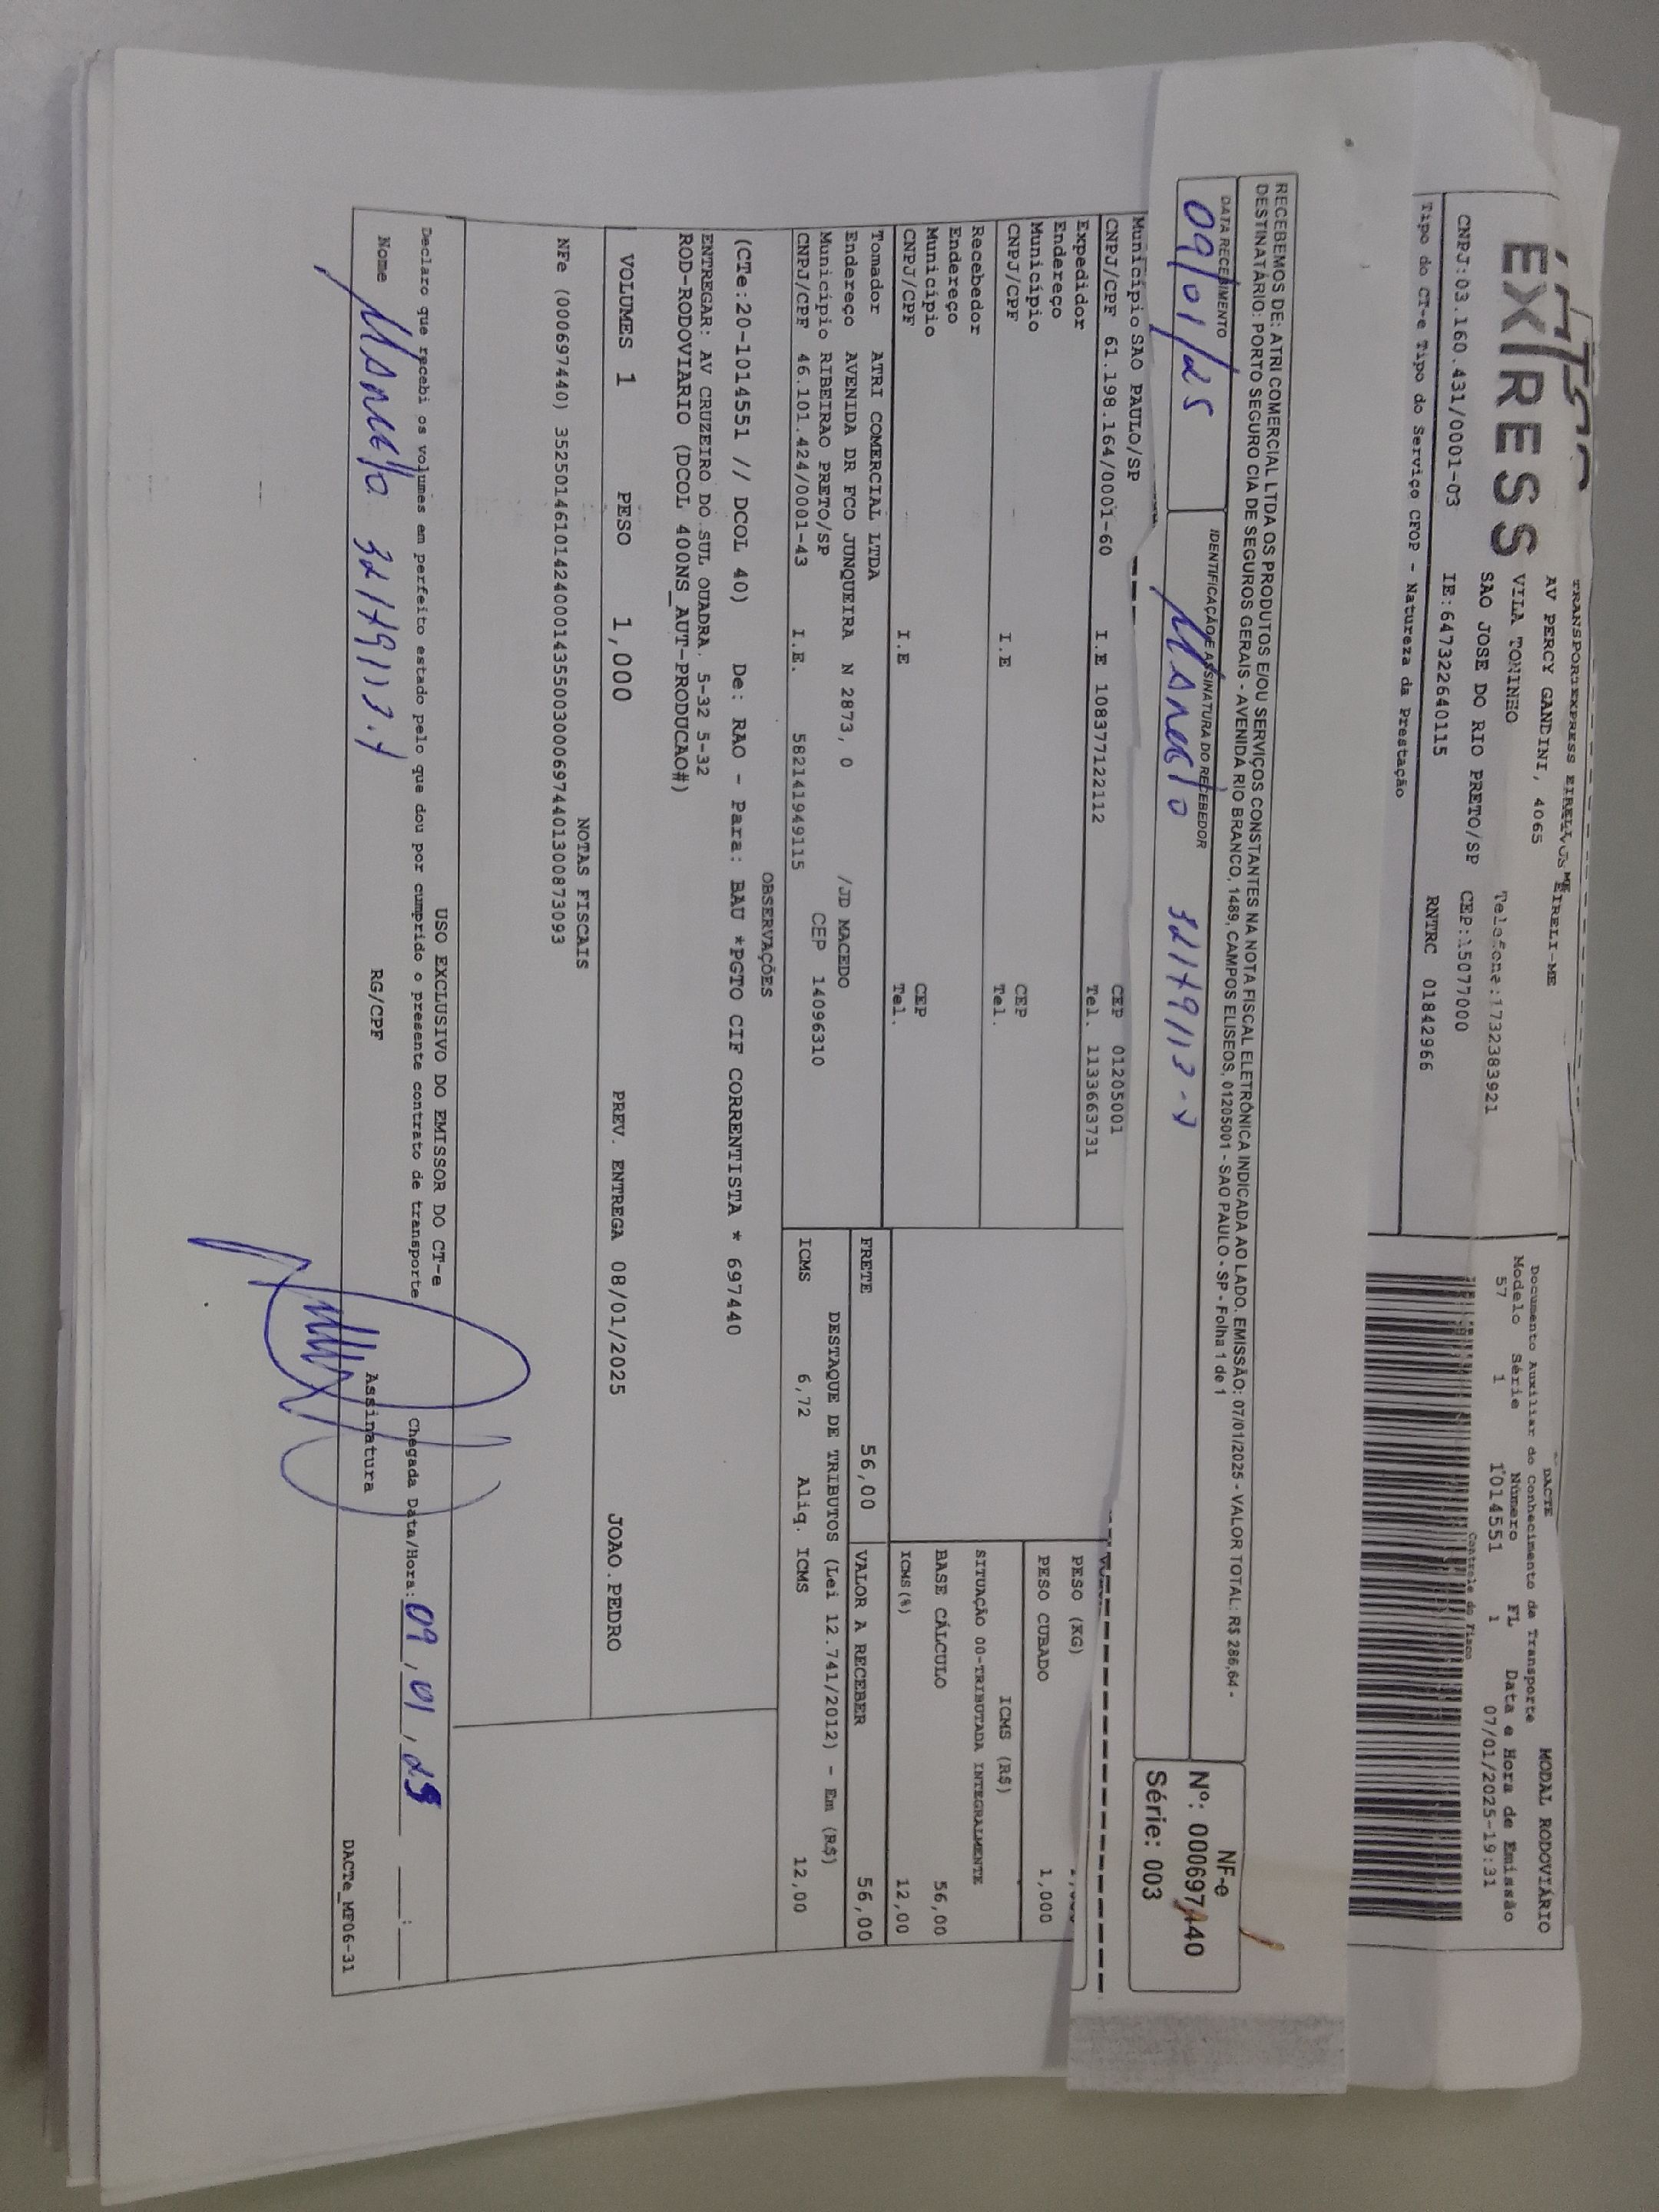 EXPRESS
TRANSPORTEXPRESS EIRELI-ME
AV PERCY GANDINI, 4065
VILA TONINHO
Telefone:1732383921
SAO JOSE DO RIO PRETO/SP CEP:15077000
CNPJ:03.160.431/0001-03 IE:647322640115 RNTRC 01842966
Tipo do CT-e Tipo do Serviço CFOP - Natureza da Prestação
DACTE
MODAL RODOVIÁRIO
Documento Auxiliar do Conhecimento de Transporte
Modelo Série Número FL Data e Hora de Emissão
57 1 1014551 1 07/01/2025-19:31
Controle do Fisco
RECEBEMOS DE: ATRI COMERCIAL LTDA OS PRODUTOS E/OU SERVIÇOS CONSTANTES NA NOTA FISCAL ELETRÔNICA INDICADA AO LADO. EMISSÃO: 07/01/2025 - VALOR TOTAL: R$ 286,64 -
DESTINATÁRIO: PORTO SEGURO CIA DE SEGUROS GERAIS - AVENIDA RIO BRANCO, 1489, CAMPOS ELISEOS, 01205001 - SAO PAULO - SP - Folha 1 de 1
DATA RECEBIMENTO
IDENTIFICAÇÃO E ASSINATURA DO RECEBEDOR
09/01/25
NF-e
Nº: 000697440
Série: 003
Município SAO PAULO/SP CEP 01205001
CNPJ/CPF 61.198.164/0001-60 I.E 108377122112 Tel. 1133663731
Expedidor
Endereço
Município CEP
CNPJ/CPF I.E Tel.
Recebedor
Endereço
Município CEP
CNPJ/CPF I.E Tel.
PESO (KG)
PESO CUBADO 1,000
ICMS (R$)
SITUAÇÃO 00-TRIBUTADA INTEGRALMENTE
BASE CÁLCULO 56,00
ICMS(%) 12,00
Tomador ATRI COMERCIAL LTDA
Endereço AVENIDA DR FCO JUNQUEIRA N 2873, 0 /JD MACEDO
Município RIBEIRAO PRETO/SP CEP 14096310
CNPJ/CPF 46.101.424/0001-43 I.E. 582141949115
FRETE 56,00 VALOR A RECEBER 56,00
DESTAQUE DE TRIBUTOS (Lei 12.741/2012) - Em (R$)
ICMS 6,72 Aliq. ICMS 12,00
OBSERVAÇÕES
(CTe:20-1014551 // DCOL 40) De: RAO - Para: BAU *PGTO CIF CORRENTISTA * 697440
ENTREGAR: AV CRUZEIRO DO SUL QUADRA. 5-32 5-32
ROD-RODOVIARIO (DCOL 400NS_AUT-PRODUCAO#)
VOLUMES 1 PESO 1,000 PREV. ENTREGA 08/01/2025 JOAO.PEDRO
NOTAS FISCAIS
NFe (000697440) 35250146101424000143550030006974401300873093
USO EXCLUSIVO DO EMISSOR DO CT-e
Declaro que recebi os volumes em perfeito estado pelo que dou por cumprido o presente contrato de transporte
Chegada Data/Hora: 09/01/25
Nome
RG/CPF
Assinatura
DACTe_MF06-31